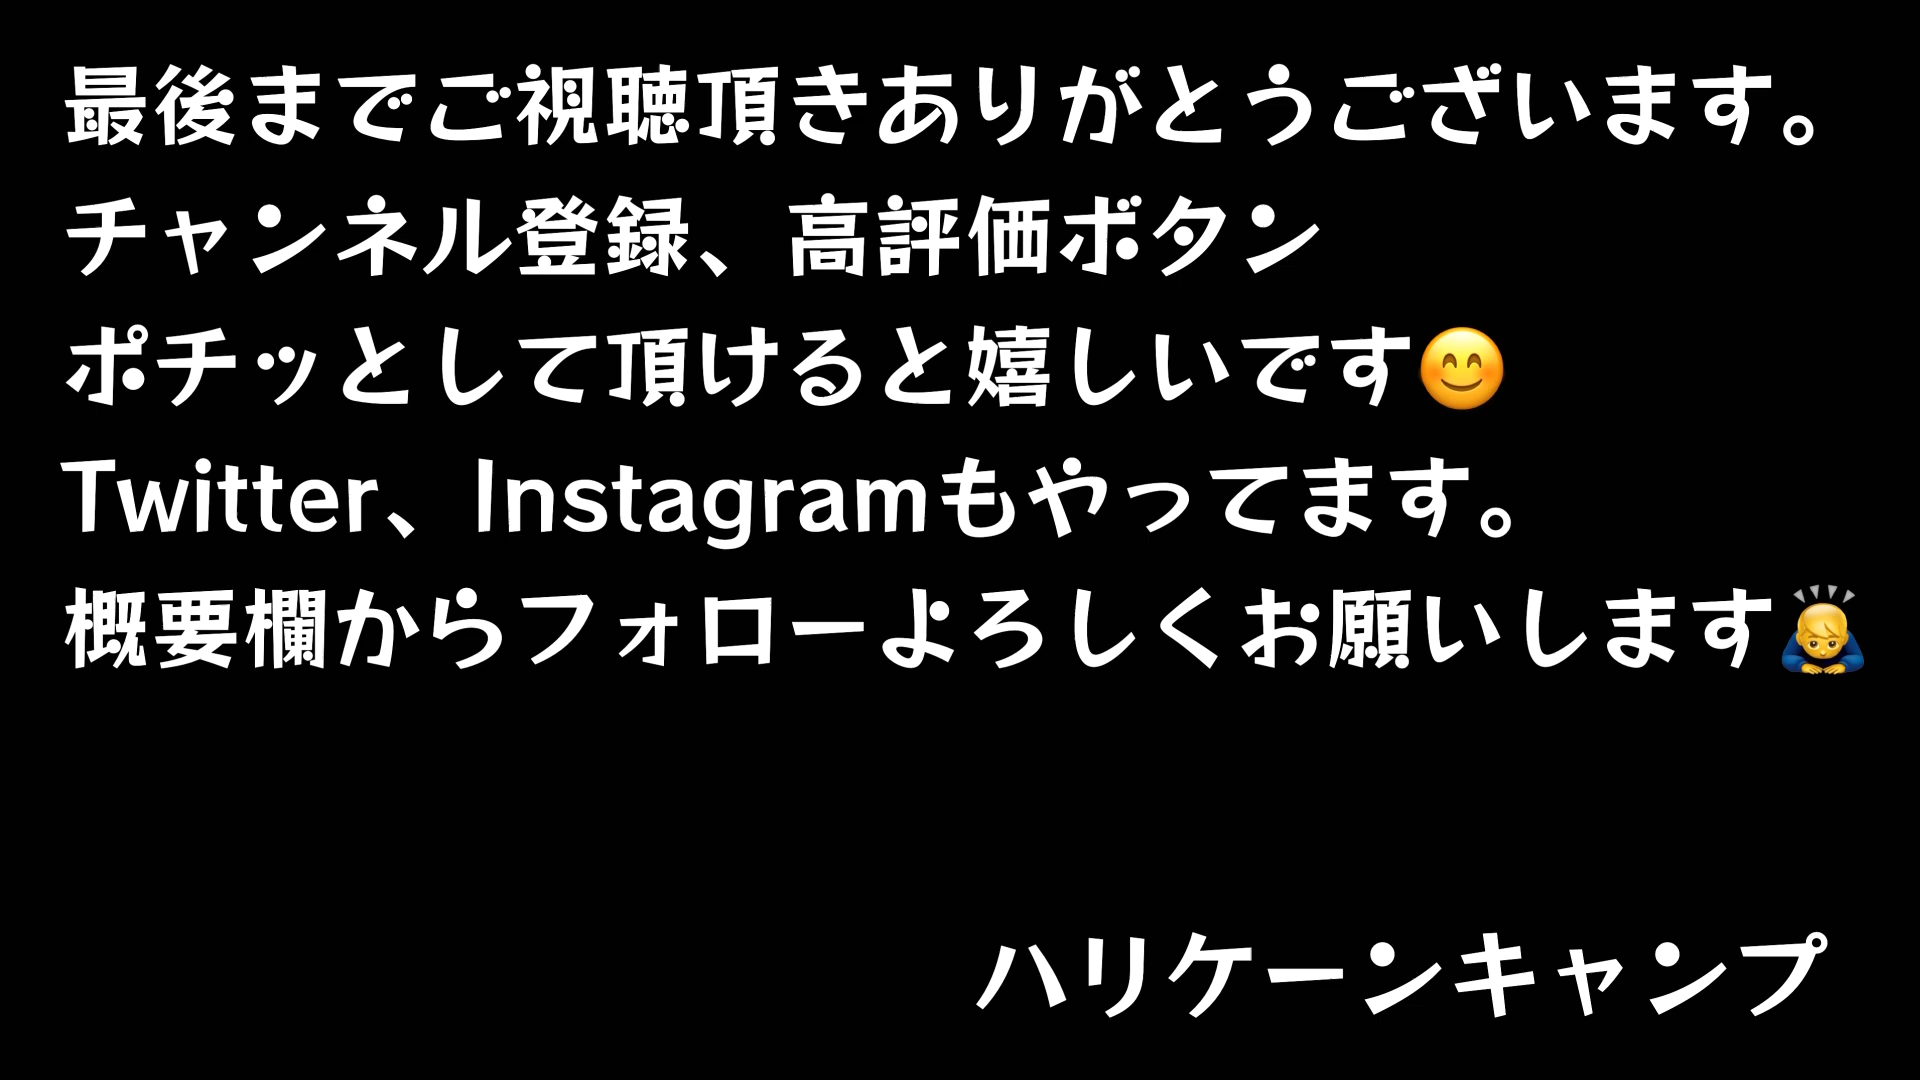 最後までご視聴頂きありがとうございます。
チャンネル登録、高評価ボタン
ポチッとして頂けると嬉しいです😊
Twitter、Instagramもやってます。
概要欄からフォローよろしくお願いします🙇‍♂️
ハリケーンキャンプ